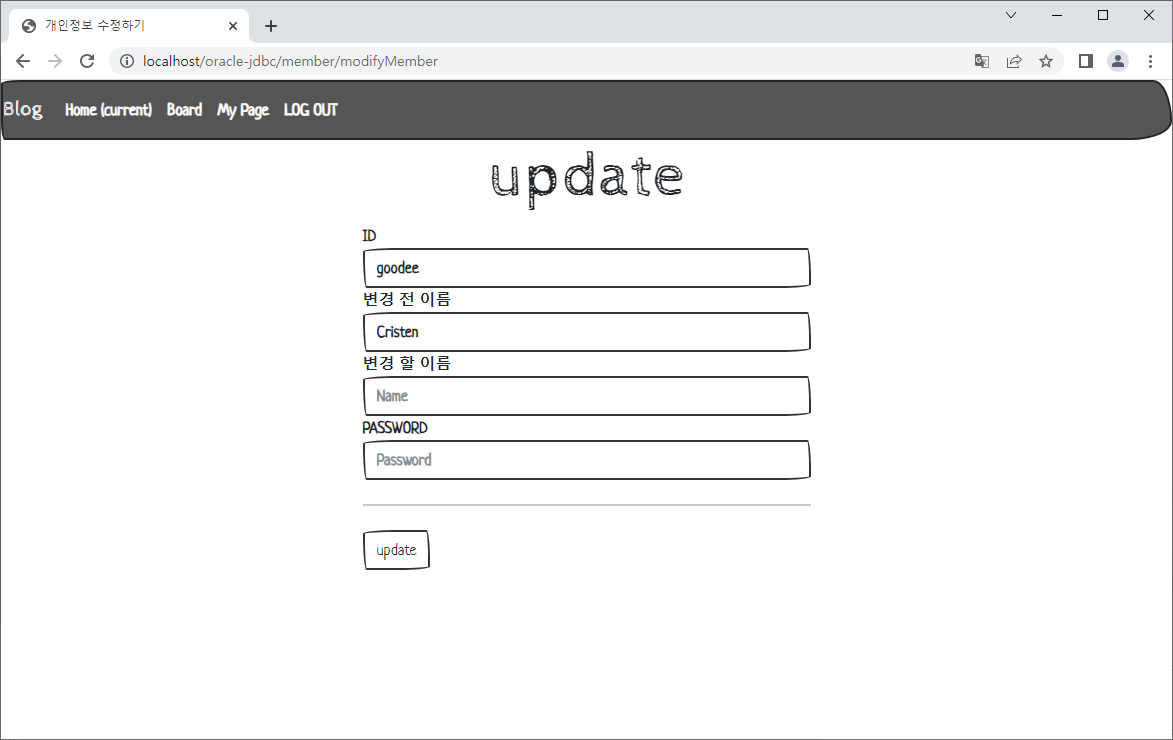 개인정보 수정하기
localhost/oracle-jdbc/member/modifyMember
Blog Home (current) Board My Page LOG OUT
update
ID
goodee
변경 전 이름
Cristen
변경 할 이름
Name
PASSWORD
Password
update